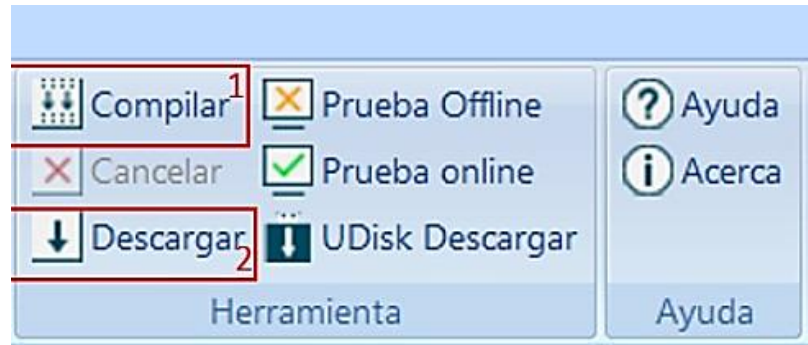 Compilar 1 Prueba Offline Ayuda
Cancelar Prueba online Acerca
Descargar 2 UDisk Descargar
Herramienta Ayuda